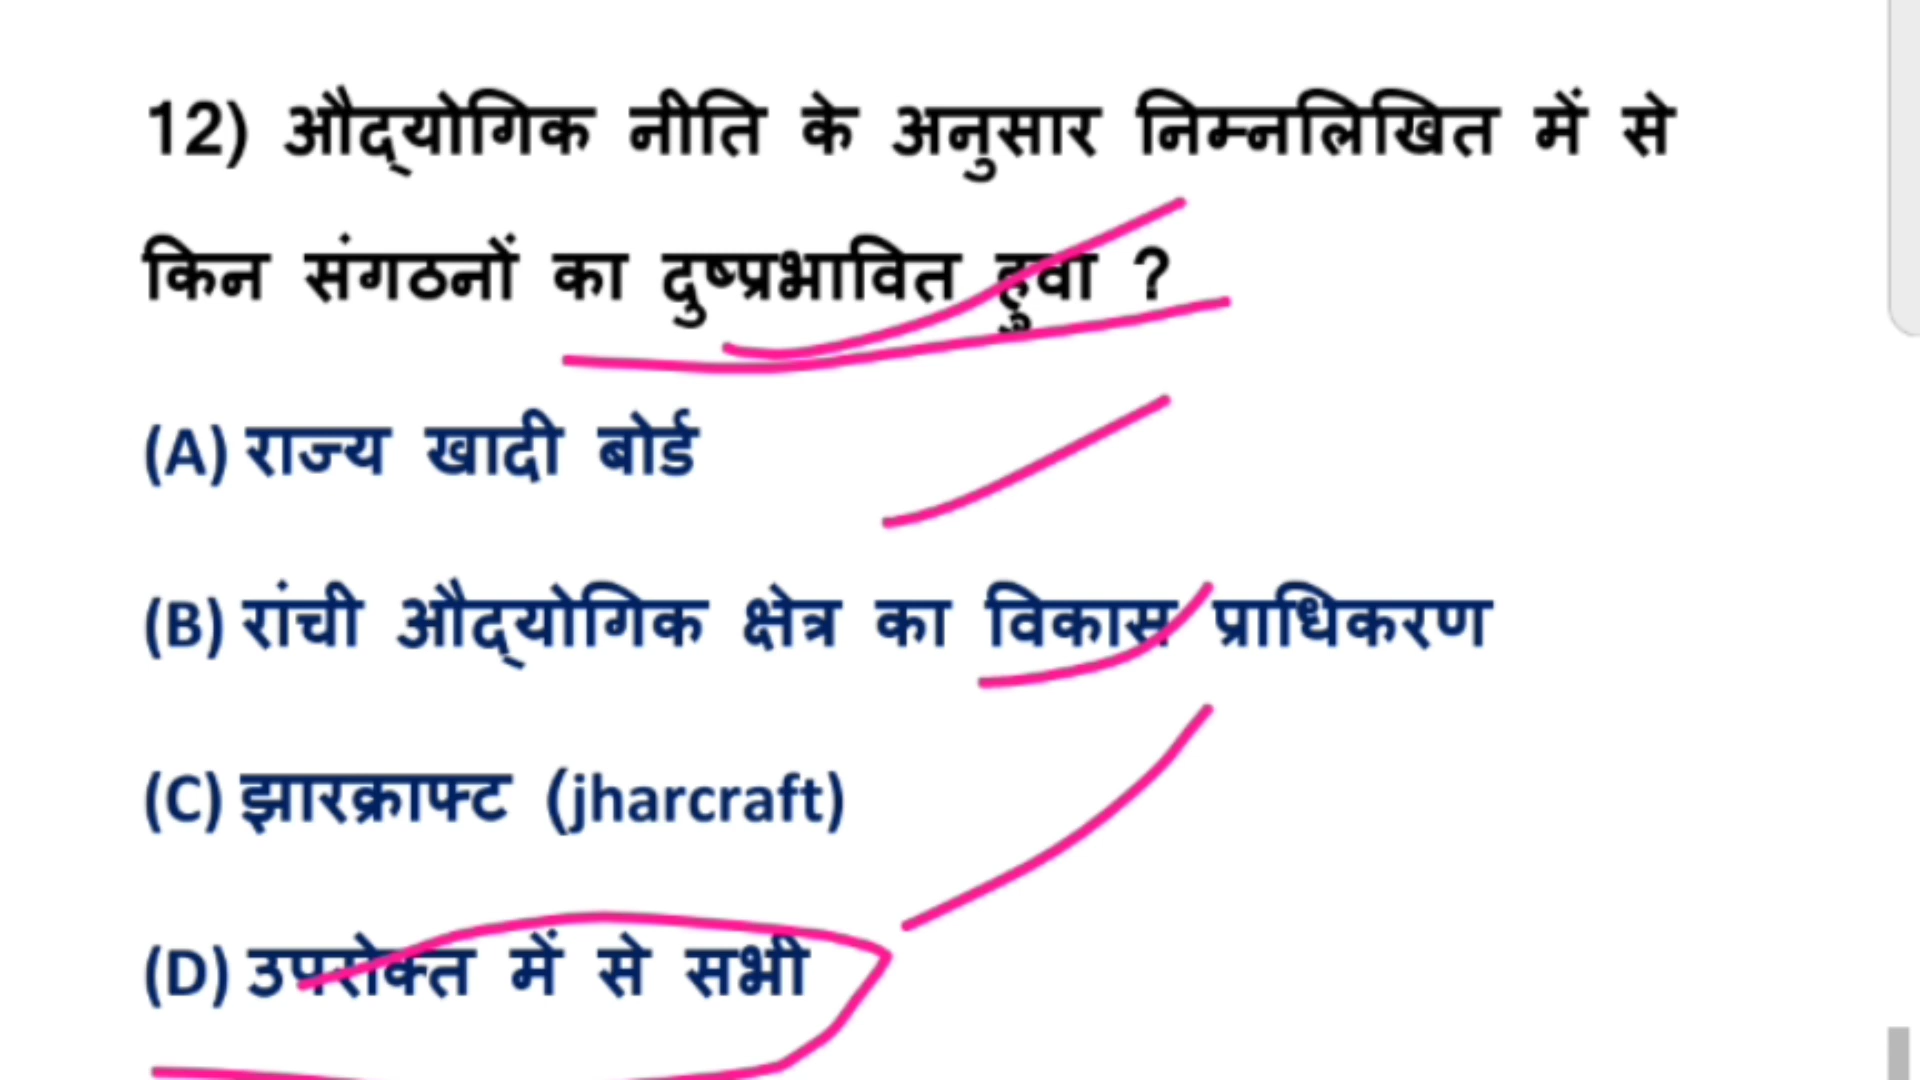 12) औद्योगिक नीति के अनुसार निम्नलिखित में से
किन संगठनों का दुष्प्रभावित हुवा ?
(A) राज्य खादी बोर्ड
(B) रांची औद्योगिक क्षेत्र का विकास प्राधिकरण
(C) झारक्राफ्ट (jharcraft)
(D) उपरोक्त में से सभी